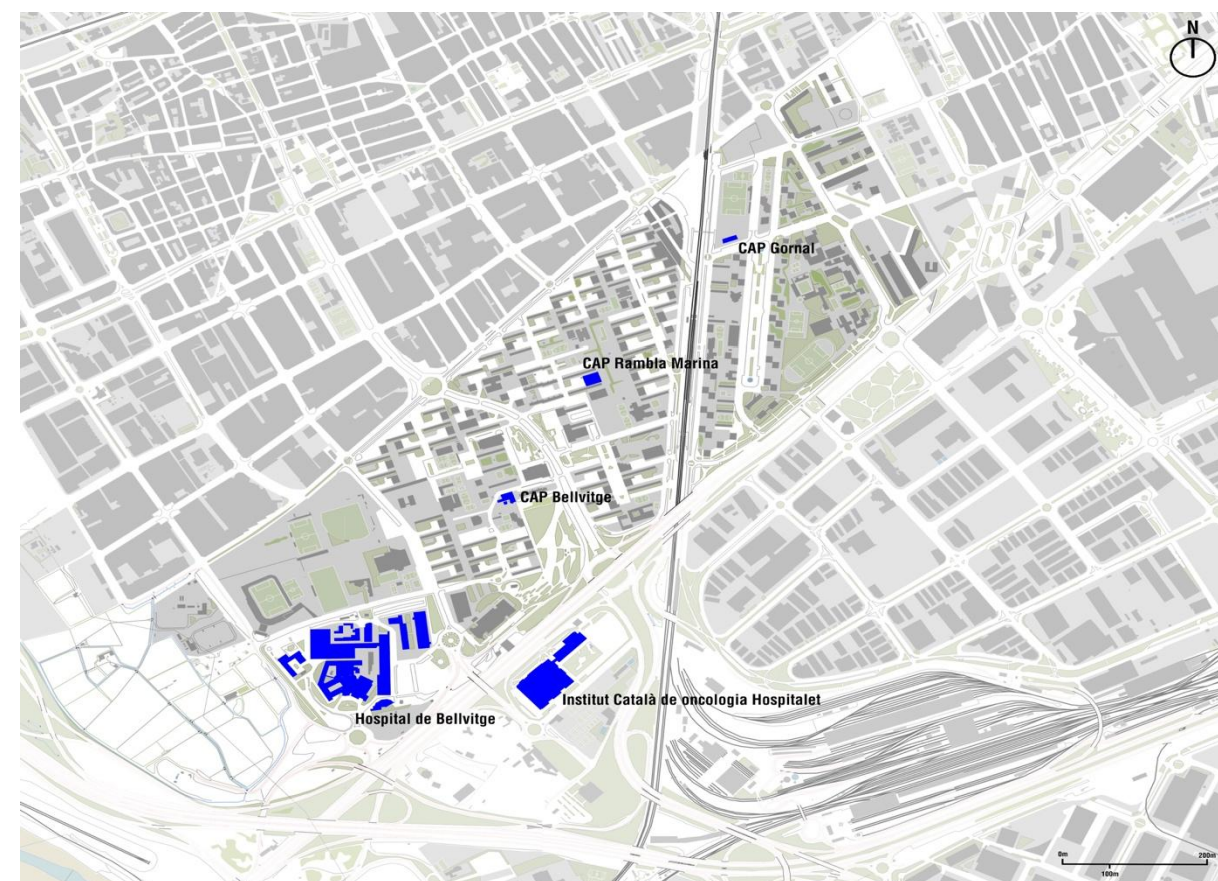 N
CAP Gornal
CAP Rambla Marina
CAP Bellvitge
Institut Català de oncologia Hospitalet
Hospital de Bellvitge
0m
200m
100m